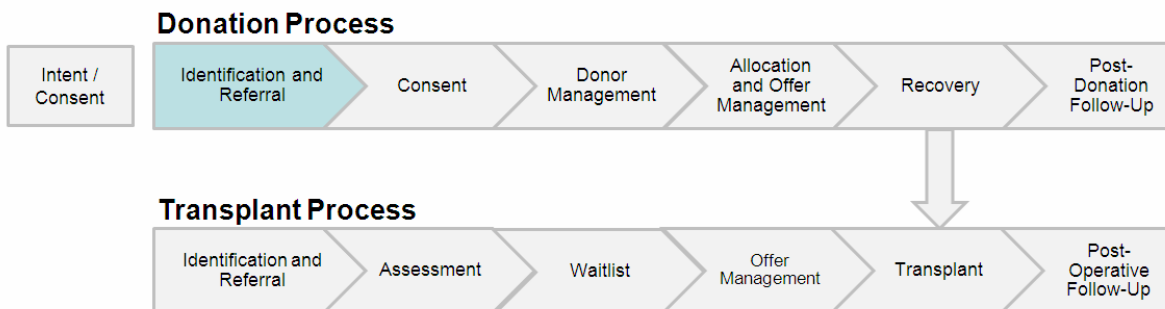 Donation Process
Intent /
Consent
Identification and
Referral
Consent
Donor
Management
Allocation
and Offer
Management
Recovery
Post-
Donation
Follow-Up
Transplant Process
Identification and
Referral
Assessment
Waitlist
Offer
Management
Transplant
Post-
Operative
Follow-Up